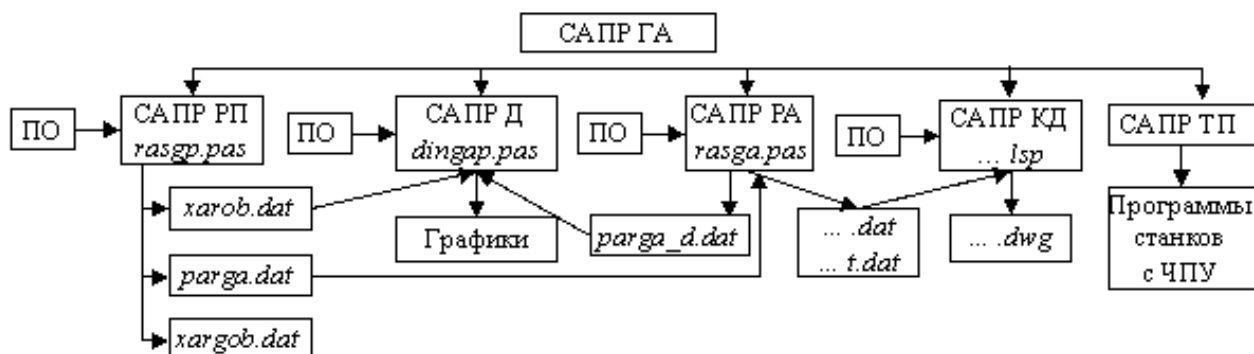 САПР ГА
ПО
САПР РП
rasgp.pas
ПО
САПР Д
dingap.pas
ПО
САПР РА
rasga.pas
ПО
САПР КД
... lsp
САПР ТП
xarob.dat
Графики
parga_d.dat
... .dat
... t.dat
... .dwg
Программы
станков
с ЧПУ
parga.dat
xargob.dat